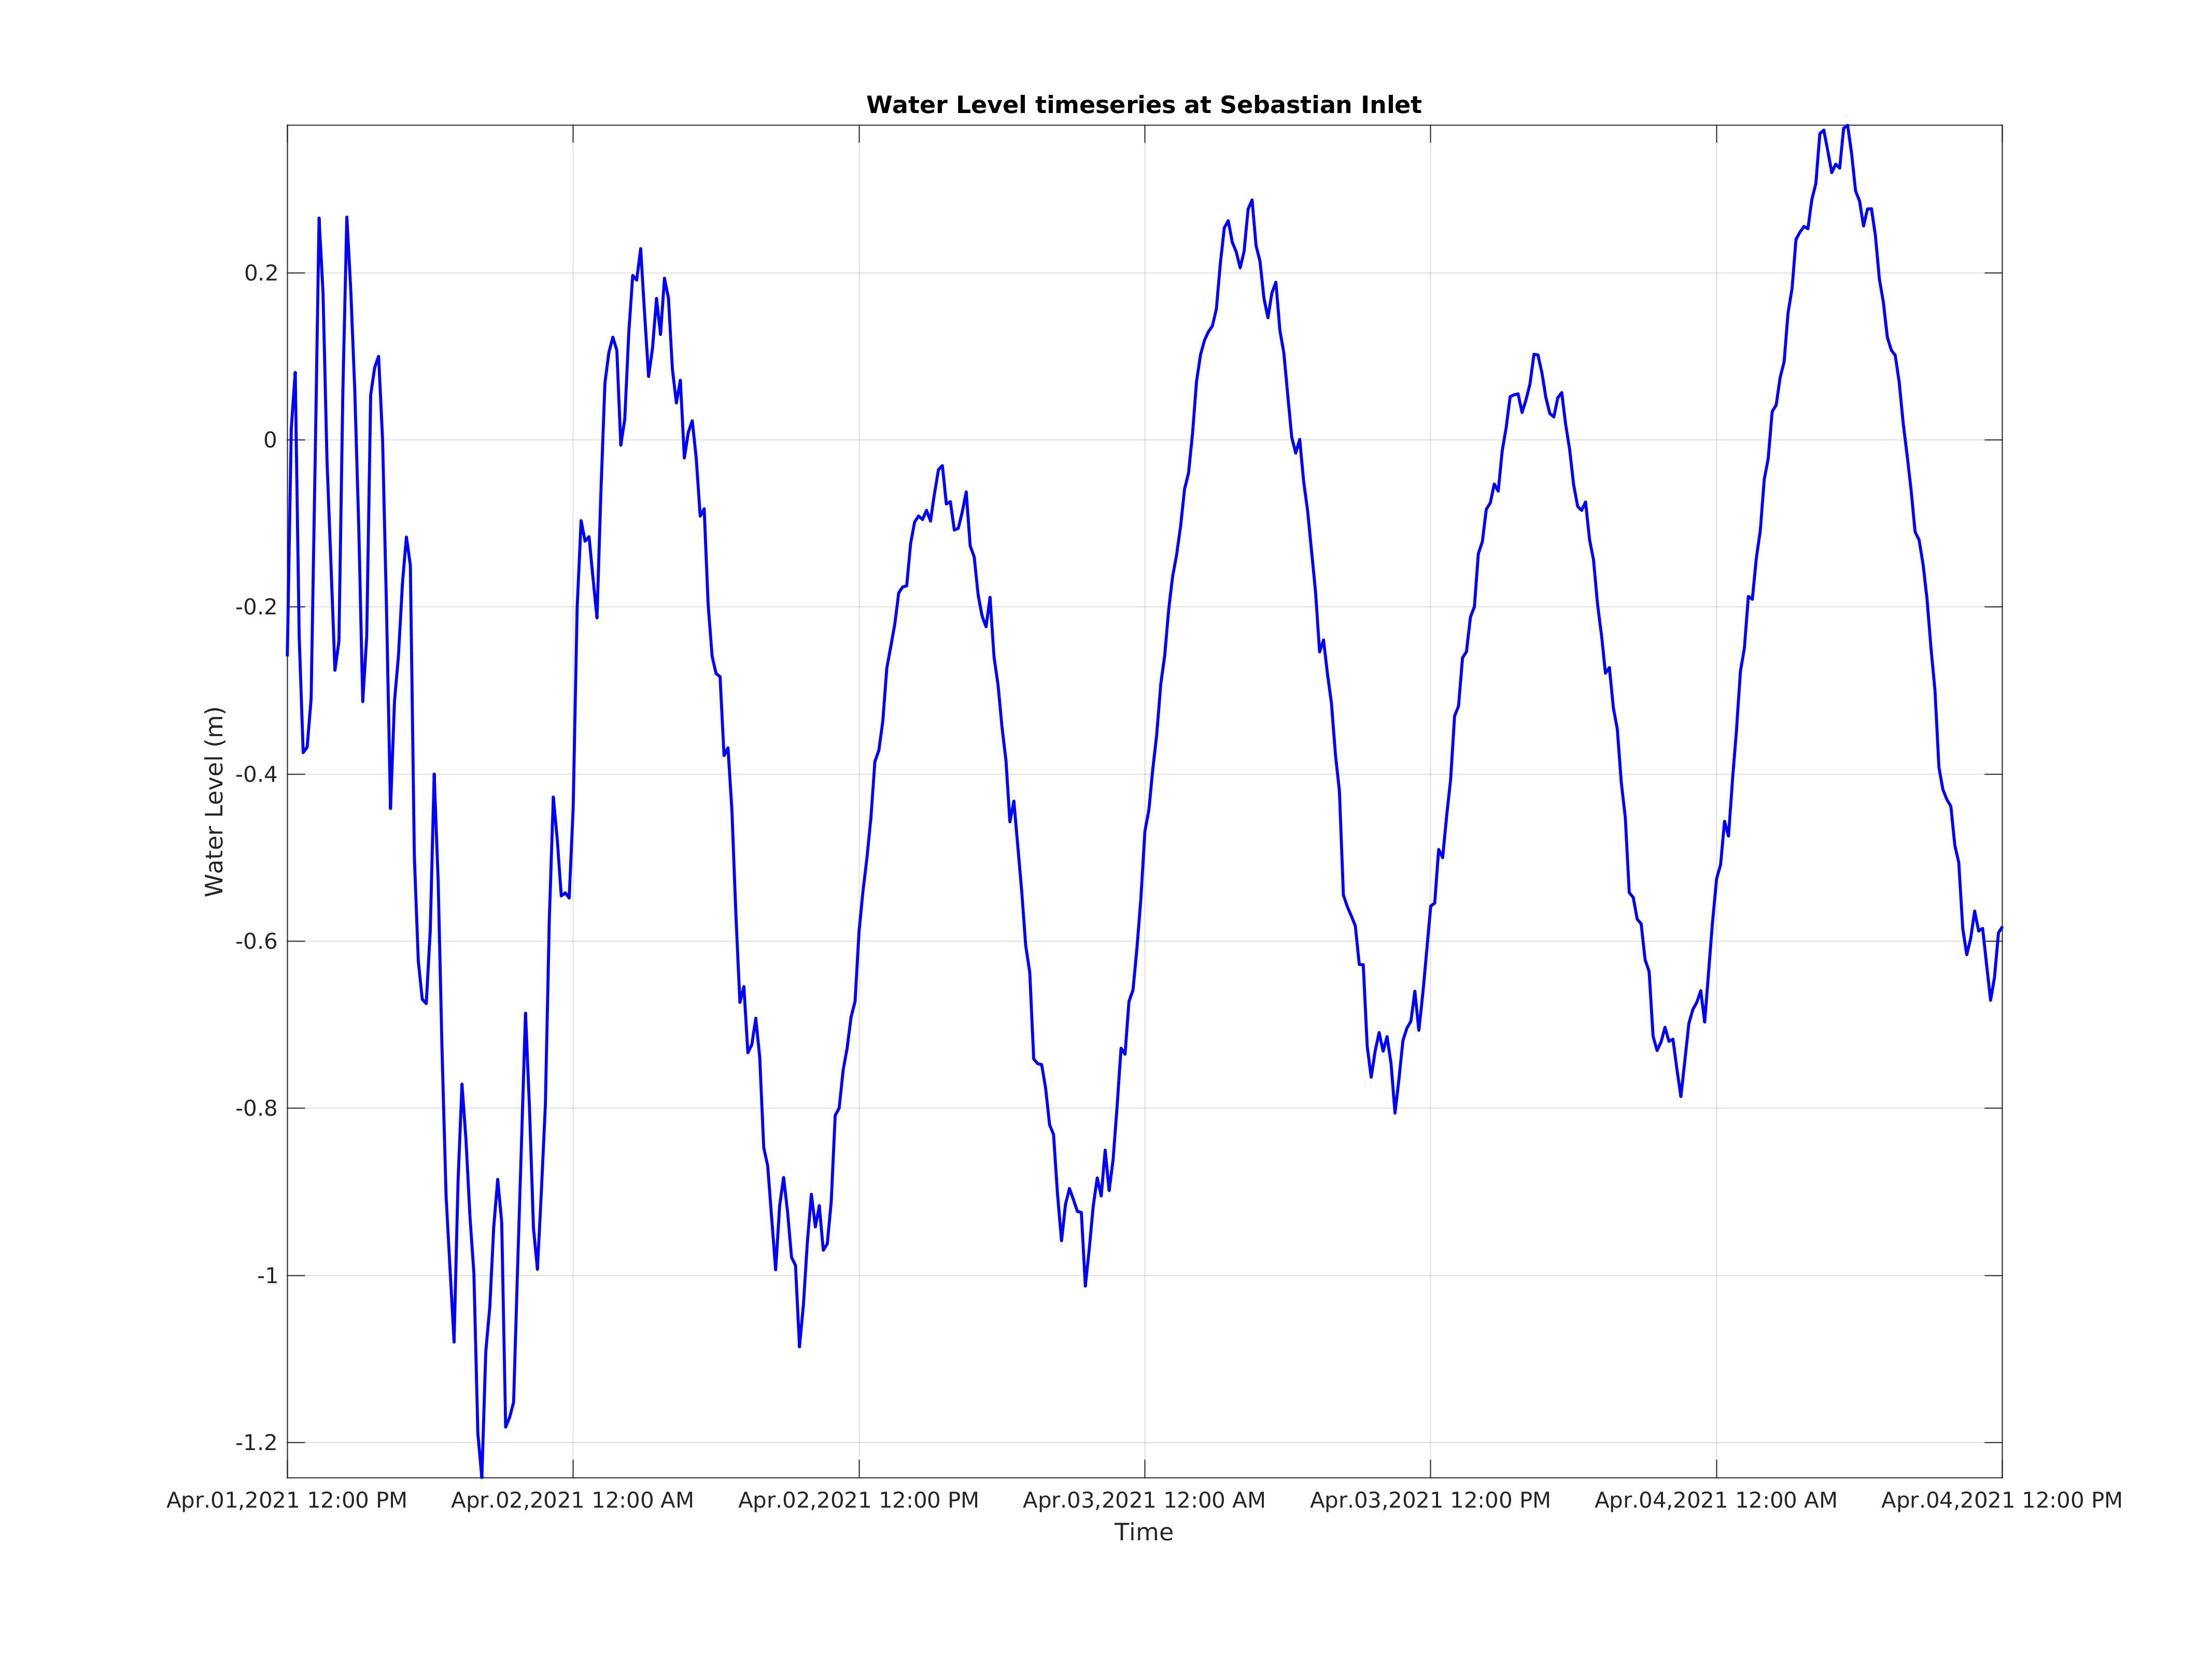 Water Level timeseries at Sebastian Inlet
0.2
0
-0.2
-0.4
-0.6
-0.8
-1
-1.2
Water Level (m)
Apr.01,2021 12:00 PM
Apr.02,2021 12:00 AM
Apr.02,2021 12:00 PM
Apr.03,2021 12:00 AM
Apr.03,2021 12:00 PM
Apr.04,2021 12:00 AM
Apr.04,2021 12:00 PM
Time